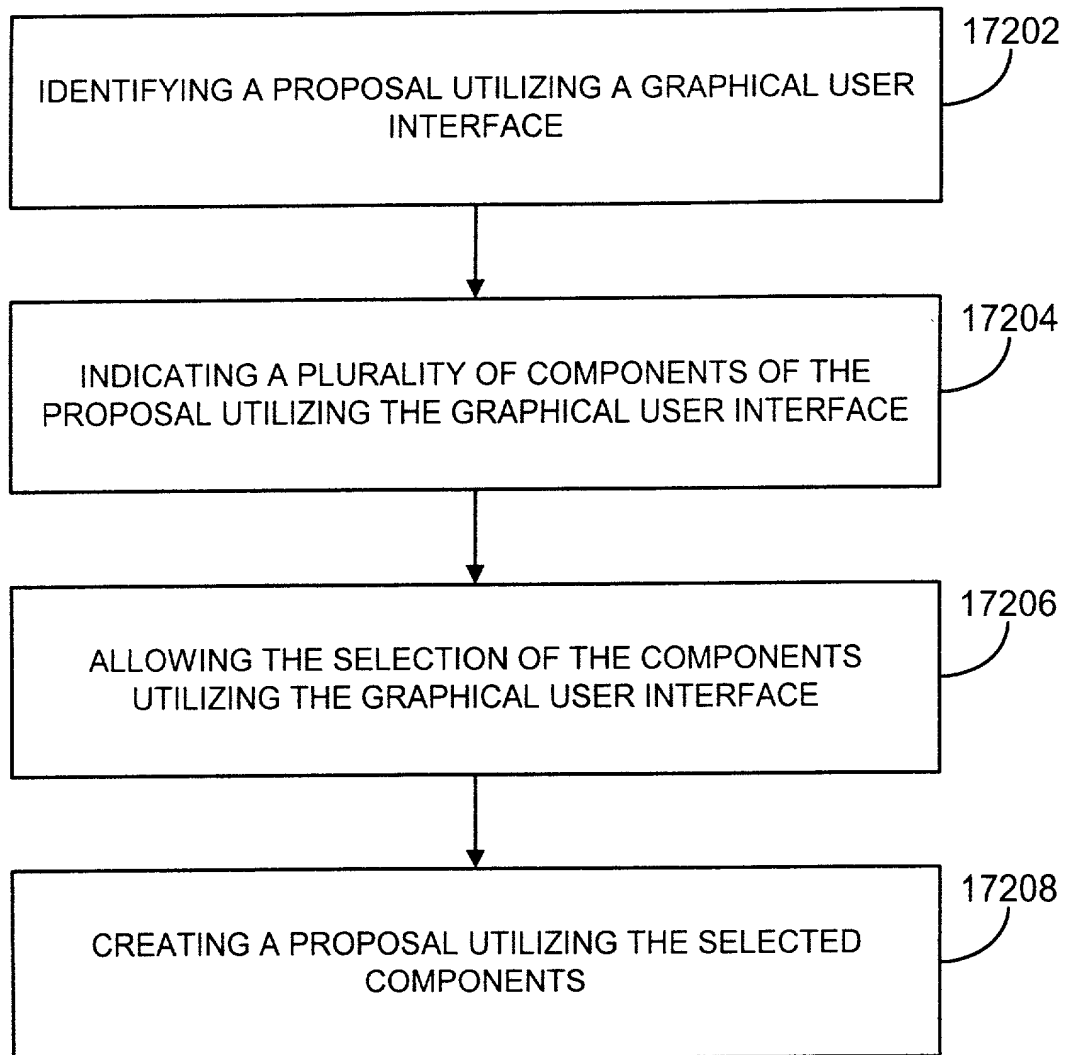 17202
IDENTIFYING A PROPOSAL UTILIZING A GRAPHICAL USER
INTERFACE
17204
INDICATING A PLURALITY OF COMPONENTS OF THE
PROPOSAL UTILIZING THE GRAPHICAL USER INTERFACE
17206
ALLOWING THE SELECTION OF THE COMPONENTS
UTILIZING THE GRAPHICAL USER INTERFACE
17208
CREATING A PROPOSAL UTILIZING THE SELECTED
COMPONENTS